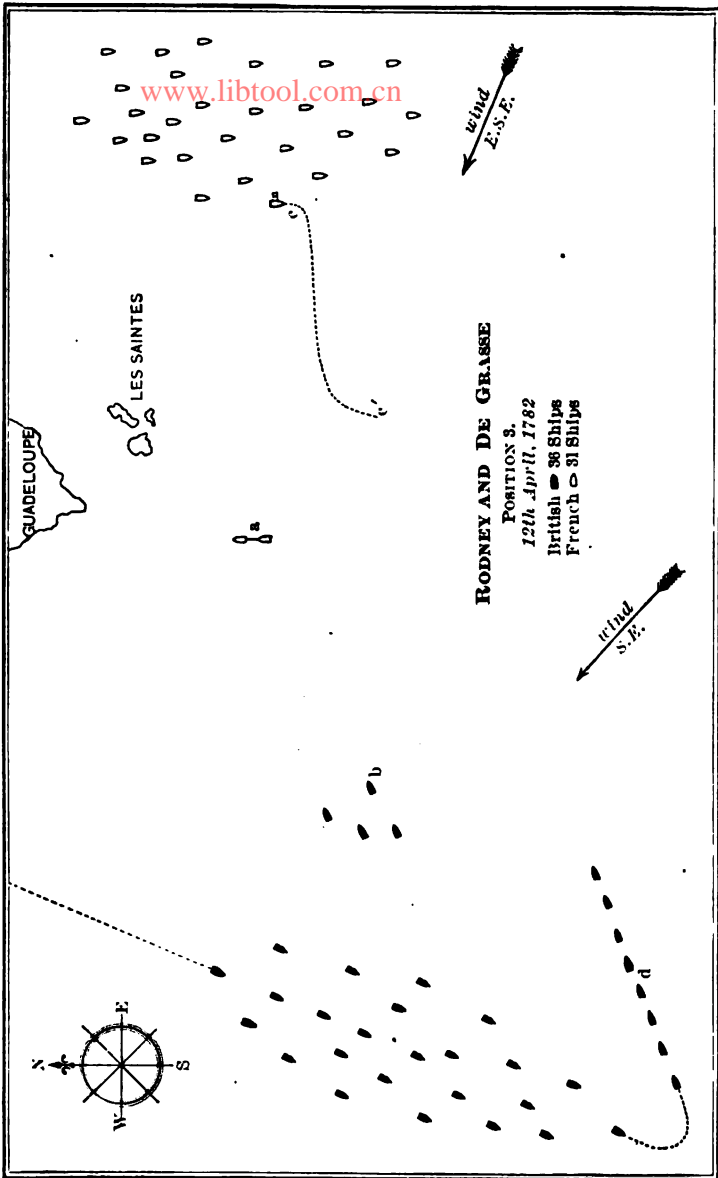 www.libtool.com.cn
wind
E.S.E.
GUADELOUPE
LES SAINTES
a
c
c'
a
RODNEY AND DE GRASSE
POSITION 3.
12th April, 1782
British 36 Ships
French 31 Ships
wind
S.E.
b
d
N
E
S
W